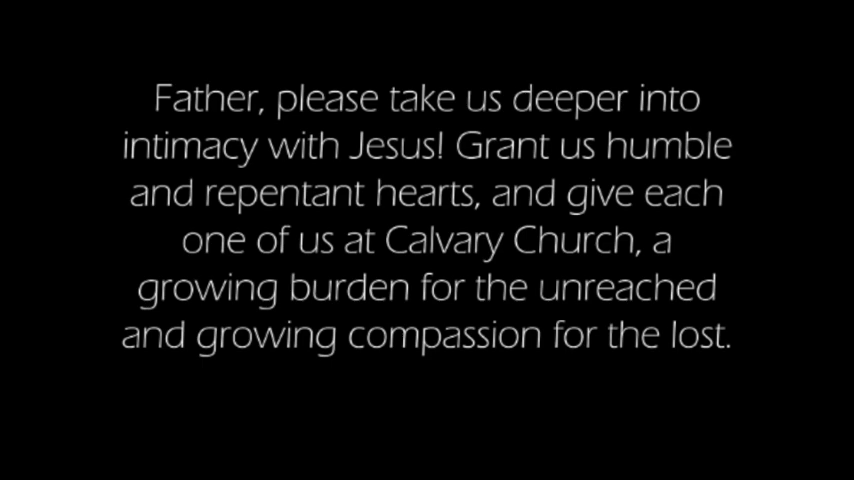 Father, please take us deeper into
intimacy with Jesus! Grant us humble
and repentant hearts, and give each
one of us at Calvary Church, a
growing burden for the unreached
and growing compassion for the lost.